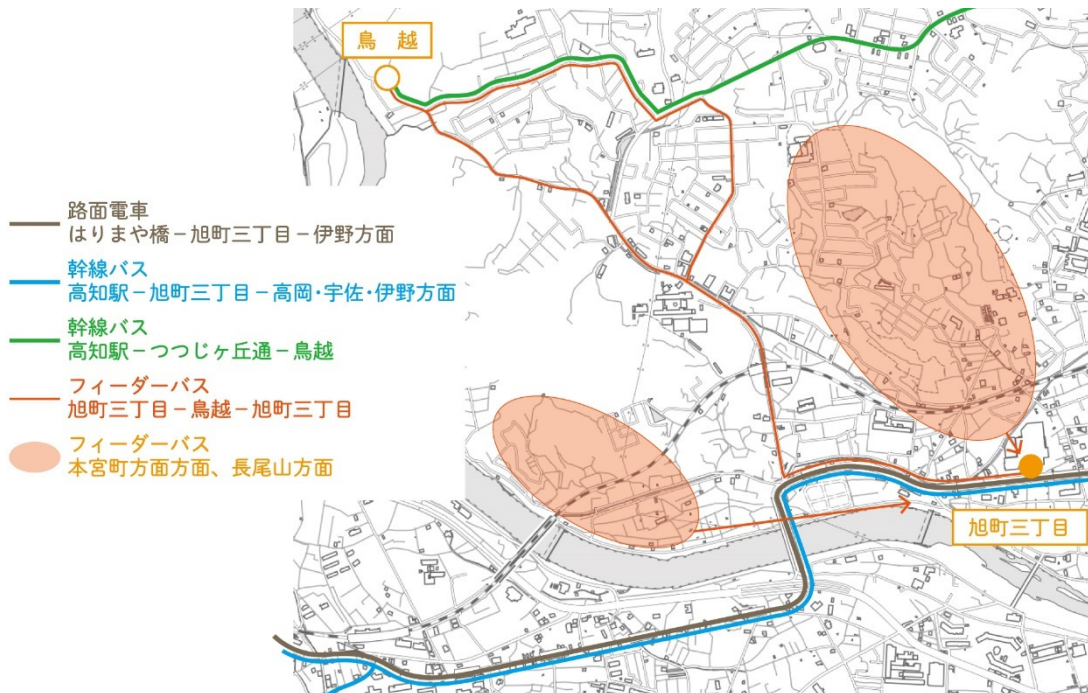 鳥越
路面電車
はりまや橋－旭町三丁目－伊野方面
幹線バス
高知駅－旭町三丁目－高岡・宇佐・伊野方面
幹線バス
高知駅－つつじヶ丘通－鳥越
フィーダーバス
旭町三丁目－鳥越－旭町三丁目
フィーダーバス
本宮町方面方面、長尾山方面
旭町三丁目